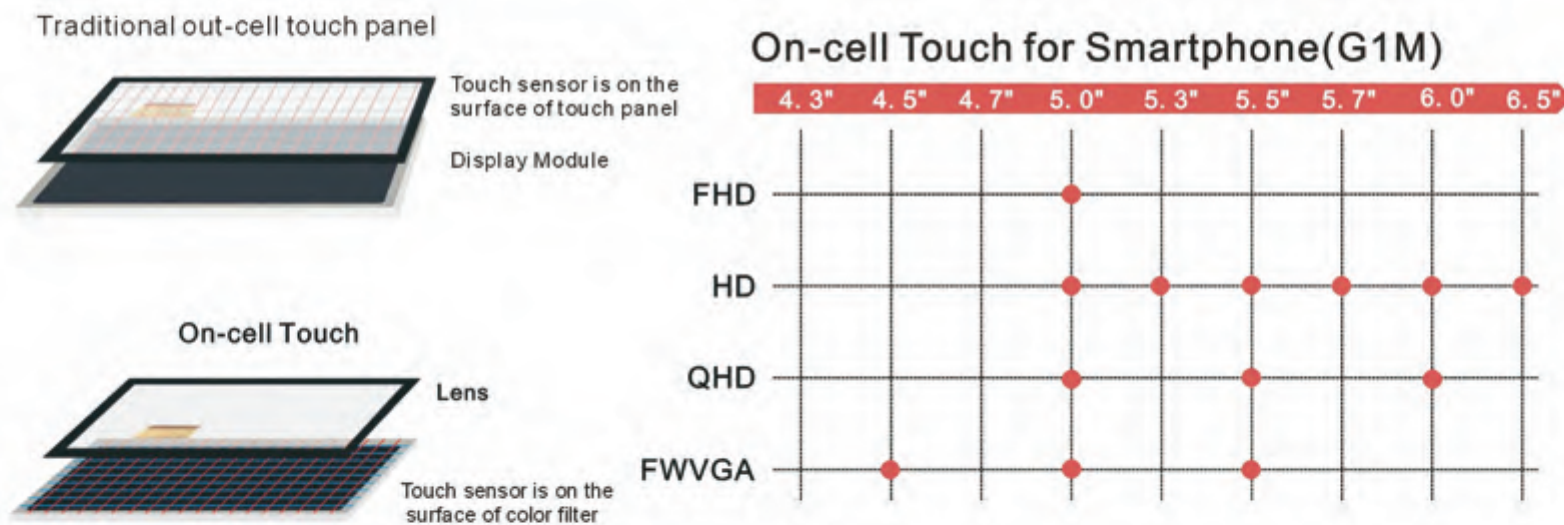 Traditional out-cell touch panel
Touch sensor is on the
surface of touch panel
Display Module
On-cell Touch
Lens
Touch sensor is on the
surface of color filter
On-cell Touch for Smartphone(G1M)
4.3" 4.5" 4.7" 5.0" 5.3" 5.5" 5.7" 6.0" 6.5"
FHD
HD
QHD
FWVGA